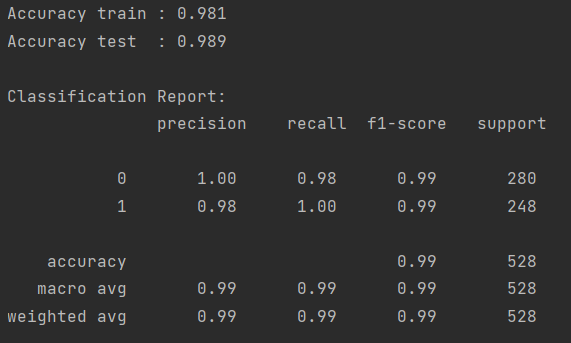 Accuracy train : 0.981
Accuracy test  : 0.989
Classification Report:
precision recall f1-score support
0 1.00 0.98 0.99 280
1 0.98 1.00 0.99 248
accuracy 0.99 528
macro avg 0.99 0.99 0.99 528
weighted avg 0.99 0.99 0.99 528